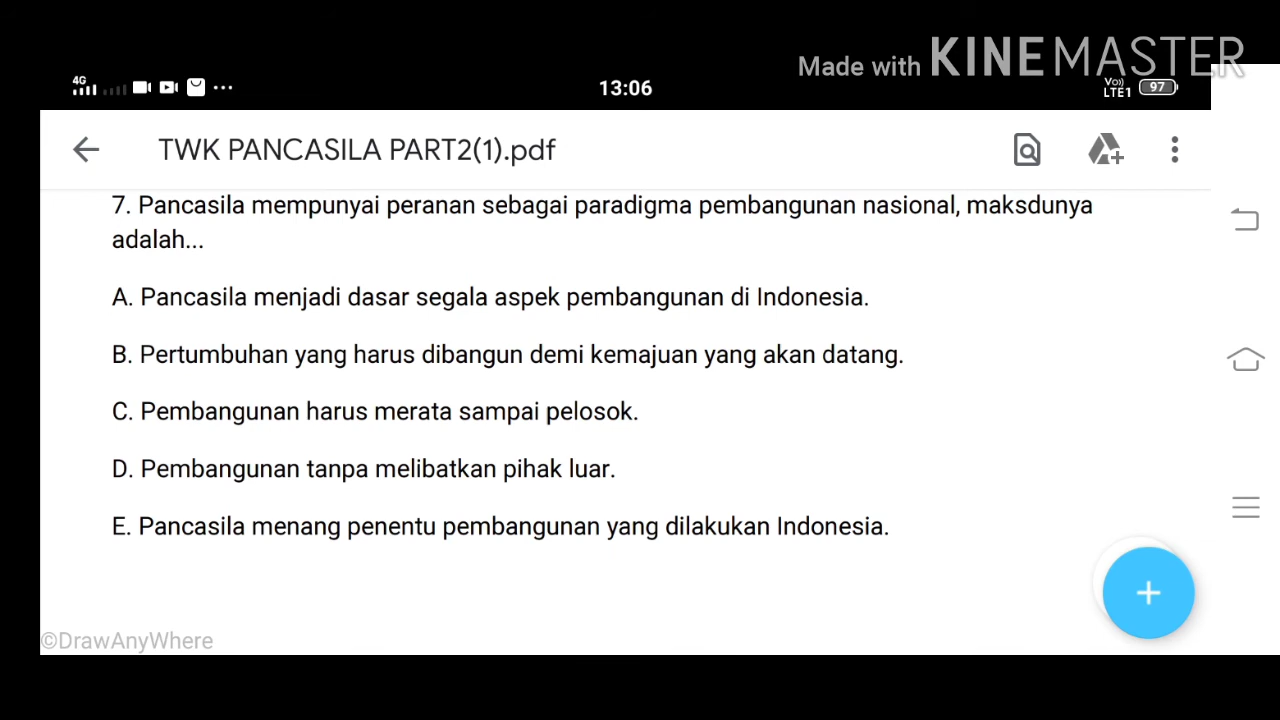 Made with KINEMASTER
4G 13:06 Vo) LTE1 97
TWK PANCASILA PART2(1).pdf
7. Pancasila mempunyai peranan sebagai paradigma pembangunan nasional, maksdunya
adalah...
A. Pancasila menjadi dasar segala aspek pembangunan di Indonesia.
B. Pertumbuhan yang harus dibangun demi kemajuan yang akan datang.
C. Pembangunan harus merata sampai pelosok.
D. Pembangunan tanpa melibatkan pihak luar.
E. Pancasila menang penentu pembangunan yang dilakukan Indonesia.
©DrawAnyWhere